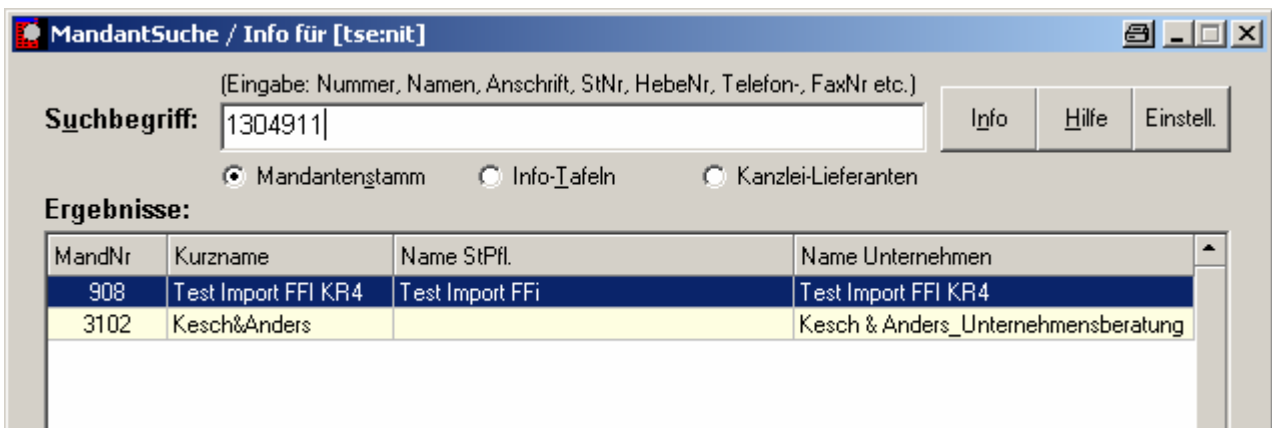 MandantSuche / Info für [tse:nit]
(Eingabe: Nummer, Namen, Anschrift, StNr, HebeNr, Telefon-, FaxNr etc.)
Suchbegriff: 1304911 Info Hilfe Einstell.
Mandantenstamm Info-Tafeln Kanzlei-Lieferanten
Ergebnisse:
MandNr Kurzname Name StPfl. Name Unternehmen
908 Test Import FFI KR4 Test Import FFi Test Import FFI KR4
3102 Kesch&Anders Kesch & Anders_Unternehmensberatung